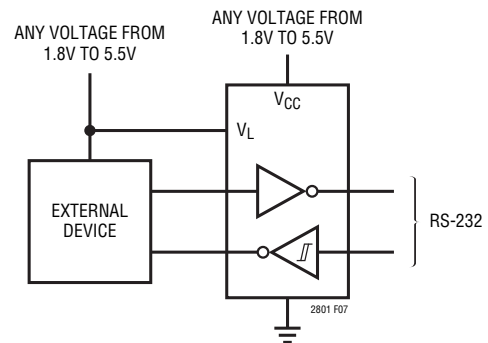 ANY VOLTAGE FROM
1.8V TO 5.5V
ANY VOLTAGE FROM
1.8V TO 5.5V
VCC
VL
EXTERNAL
DEVICE
RS-232
2801 F07